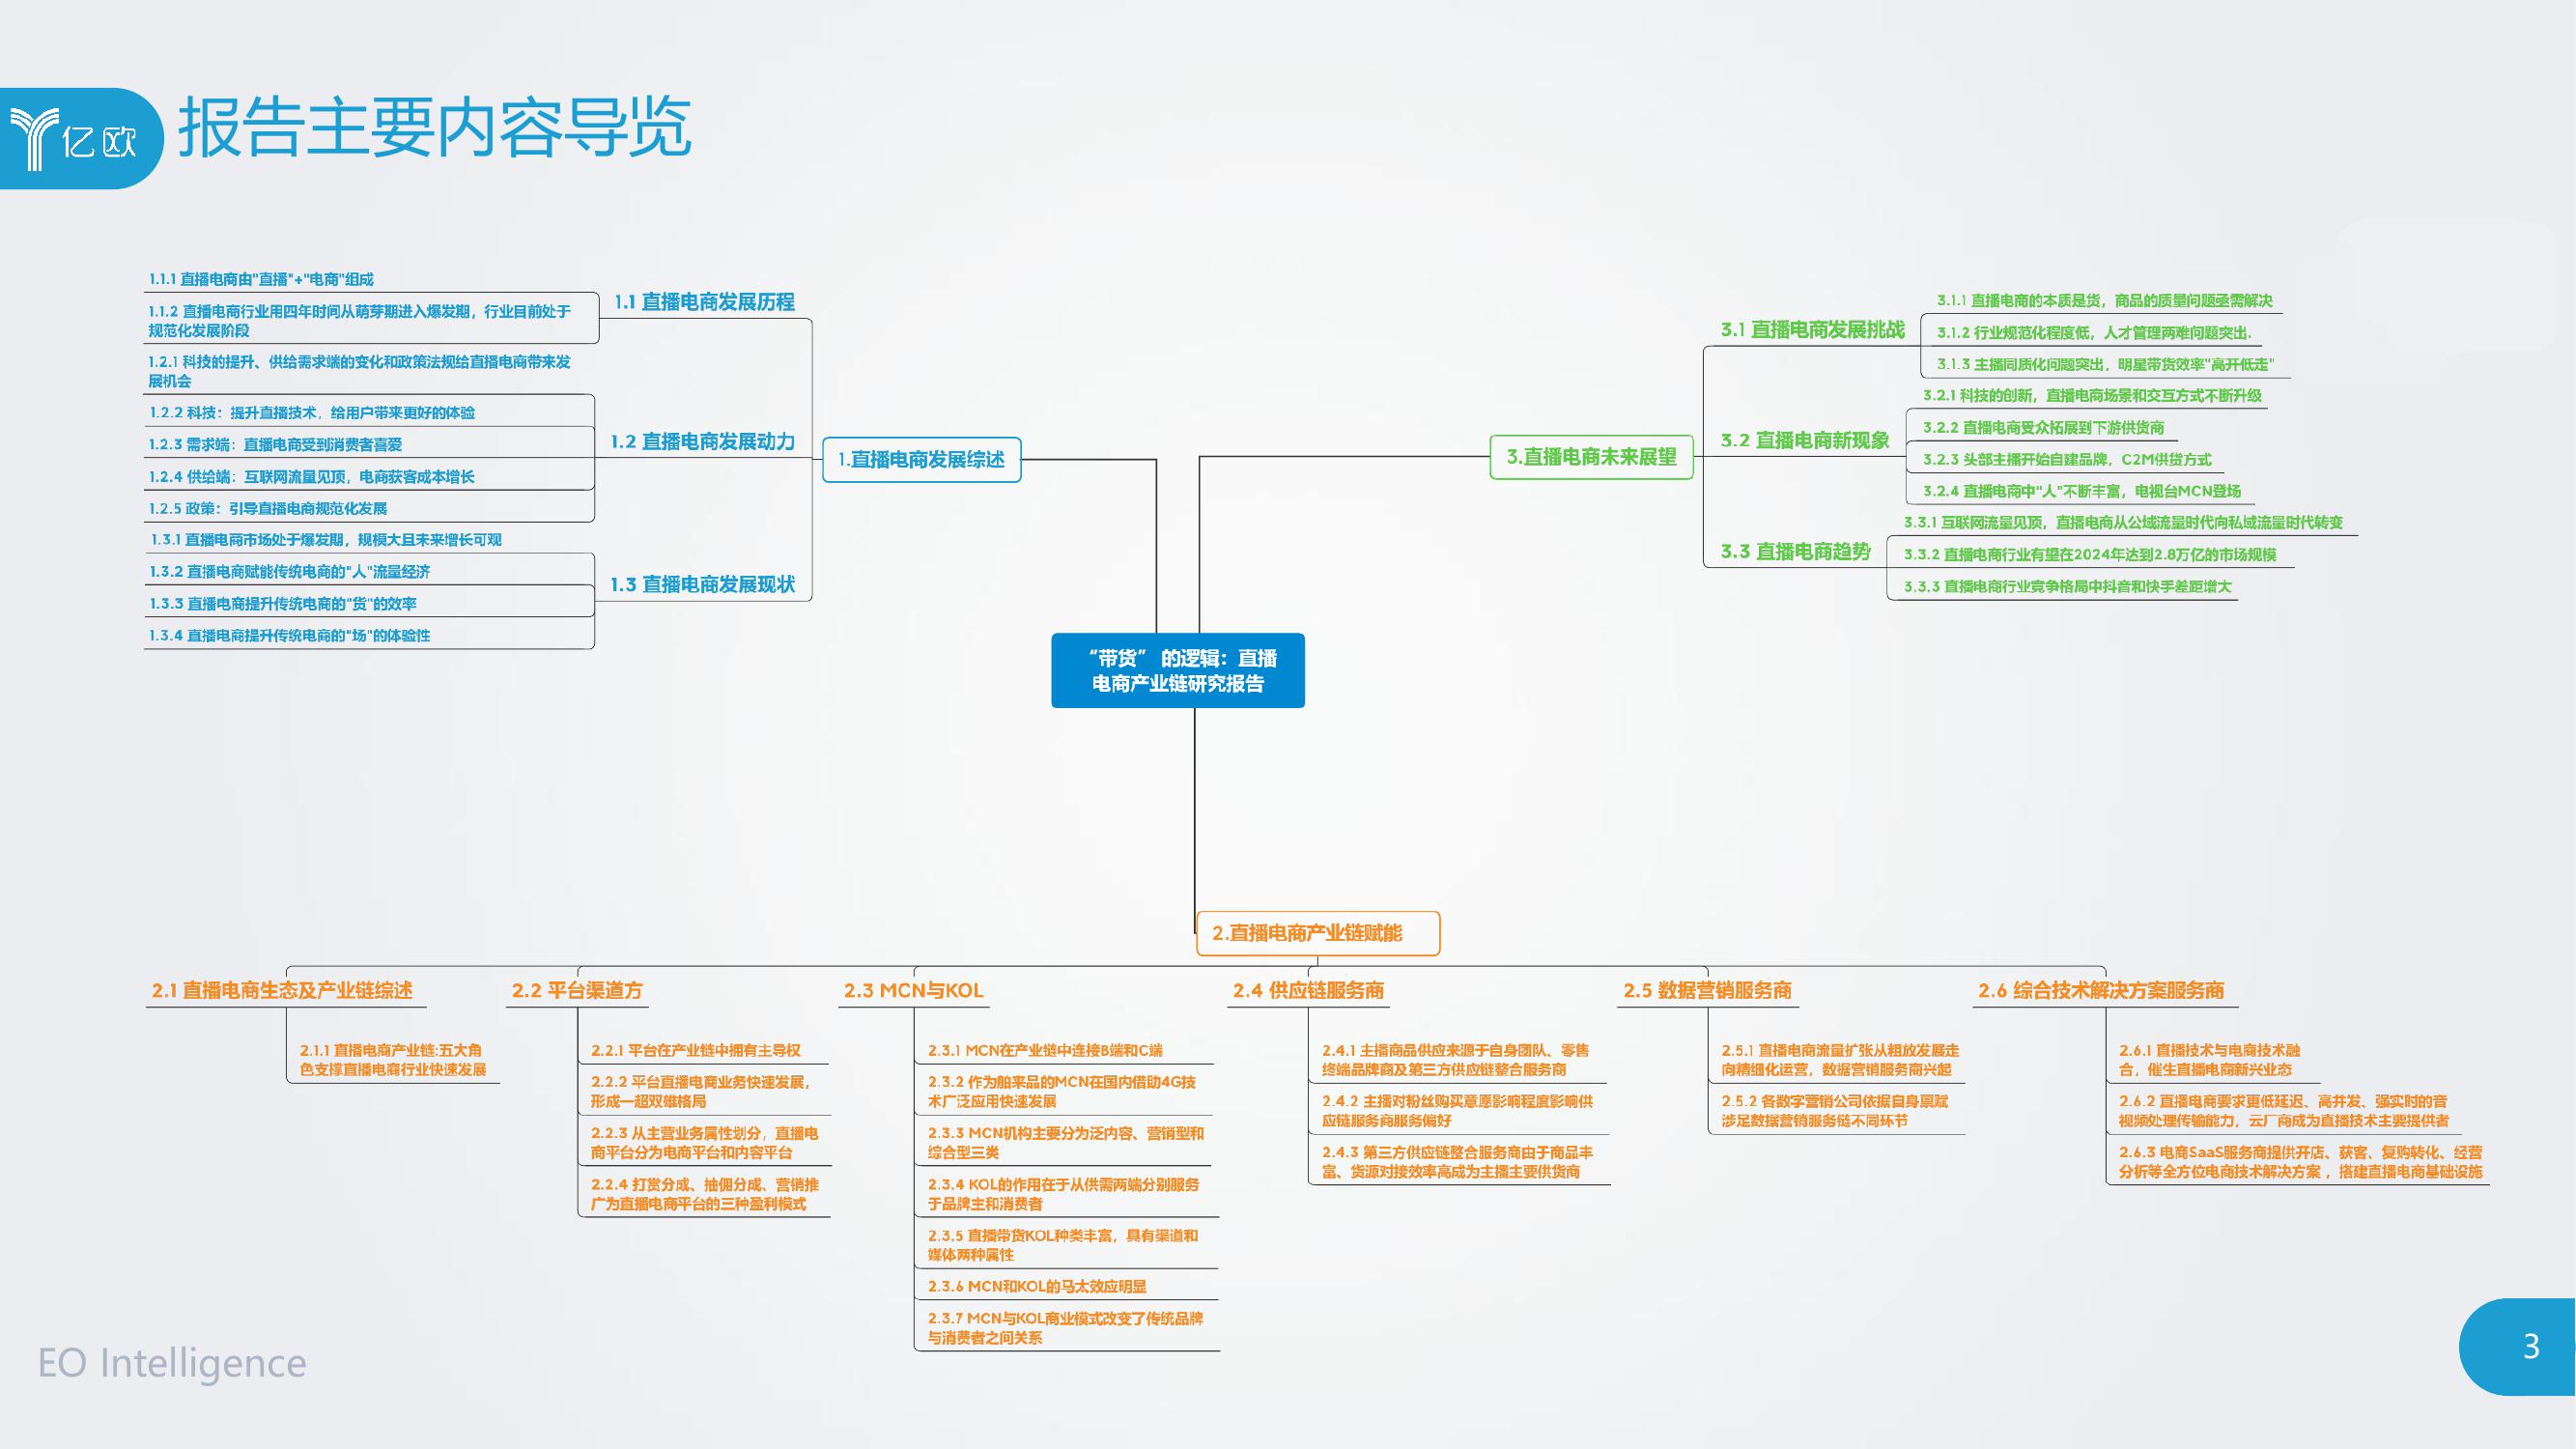 亿欧
报告主要内容导览
“带货” 的逻辑：直播
电商产业链研究报告
1.直播电商发展综述
1.1 直播电商发展历程
1.1.1 直播电商由"直播"+"电商"组成
1.1.2 直播电商行业用四年时间从萌芽期进入爆发期，行业目前处于
规范化发展阶段
1.2 直播电商发展动力
1.2.1 科技的提升、供给需求端的变化和政策法规给直播电商带来发
展机会
1.2.2 科技：提升直播技术，给用户带来更好的体验
1.2.3 需求端：直播电商受到消费者喜爱
1.2.4 供给端：互联网流量见顶，电商获客成本增长
1.2.5 政策：引导直播电商规范化发展
1.3 直播电商发展现状
1.3.1 直播电商市场处于爆发期，规模大且未来增长可观
1.3.2 直播电商赋能传统电商的"人"流量经济
1.3.3 直播电商提升传统电商的"货"的效率
1.3.4 直播电商提升传统电商的"场"的体验性
3.直播电商未来展望
3.1 直播电商发展挑战
3.1.1 直播电商的本质是货，商品的质量问题亟需解决
3.1.2 行业规范化程度低，人才管理两难问题突出.
3.1.3 主播同质化问题突出，明星带货效率"高开低走"
3.2 直播电商新现象
3.2.1 科技的创新，直播电商场景和交互方式不断升级
3.2.2 直播电商受众拓展到下游供货商
3.2.3 头部主播开始自建品牌，C2M供货方式
3.2.4 直播电商中"人"不断丰富，电视台MCN登场
3.3 直播电商趋势
3.3.1 互联网流量见顶，直播电商从公域流量时代向私域流量时代转变
3.3.2 直播电商行业有望在2024年达到2.8万亿的市场规模
3.3.3 直播电商行业竞争格局中抖音和快手差距增大
2.直播电商产业链赋能
2.1 直播电商生态及产业链综述
2.1.1 直播电商产业链:五大角
色支撑直播电商行业快速发展
2.2 平台渠道方
2.2.1 平台在产业链中拥有主导权
2.2.2 平台直播电商业务快速发展，
形成一超双雄格局
2.2.3 从主营业务属性划分，直播电
商平台分为电商平台和内容平台
2.2.4 打赏分成、抽佣分成、营销推
广为直播电商平台的三种盈利模式
2.3 MCN与KOL
2.3.1 MCN在产业链中连接B端和C端
2.3.2 作为舶来品的MCN在国内借助4G技
术广泛应用快速发展
2.3.3 MCN机构主要分为泛内容、营销型和
综合型三类
2.3.4 KOL的作用在于从供需两端分别服务
于品牌主和消费者
2.3.5 直播带货KOL种类丰富，具有渠道和
媒体两种属性
2.3.6 MCN和KOL的马太效应明显
2.3.7 MCN与KOL商业模式改变了传统品牌
与消费者之间关系
2.4 供应链服务商
2.4.1 主播商品供应来源于自身团队、零售
终端品牌商及第三方供应链整合服务商
2.4.2 主播对粉丝购买意愿影响程度影响供
应链服务商服务偏好
2.4.3 第三方供应链整合服务商由于商品丰
富、货源对接效率高成为主播主要供货商
2.5 数据营销服务商
2.5.1 直播电商流量扩张从粗放发展走
向精细化运营，数据营销服务商兴起
2.5.2 各数字营销公司依据自身禀赋
涉足数据营销服务链不同环节
2.6 综合技术解决方案服务商
2.6.1 直播技术与电商技术融
合，催生直播电商新兴业态
2.6.2 直播电商要求更低延迟、高并发、强实时的音
视频处理传输能力，云厂商成为直播技术主要提供者
2.6.3 电商SaaS服务商提供开店、获客、复购转化、经营
分析等全方位电商技术解决方案 ，搭建直播电商基础设施
EO Intelligence
3